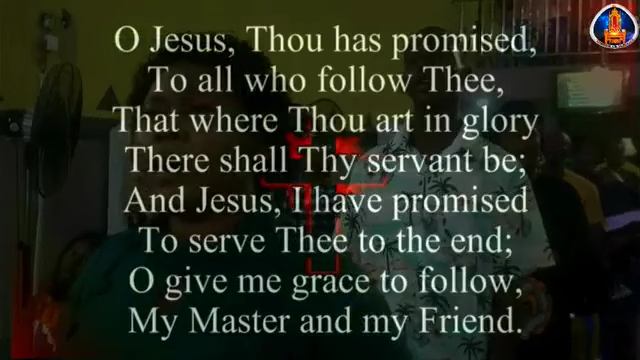 O Jesus, Thou has promised,
To all who follow Thee,
That where Thou art in glory
There shall Thy servant be;
And Jesus, I have promised
To serve Thee to the end;
O give me grace to follow,
My Master and my Friend.